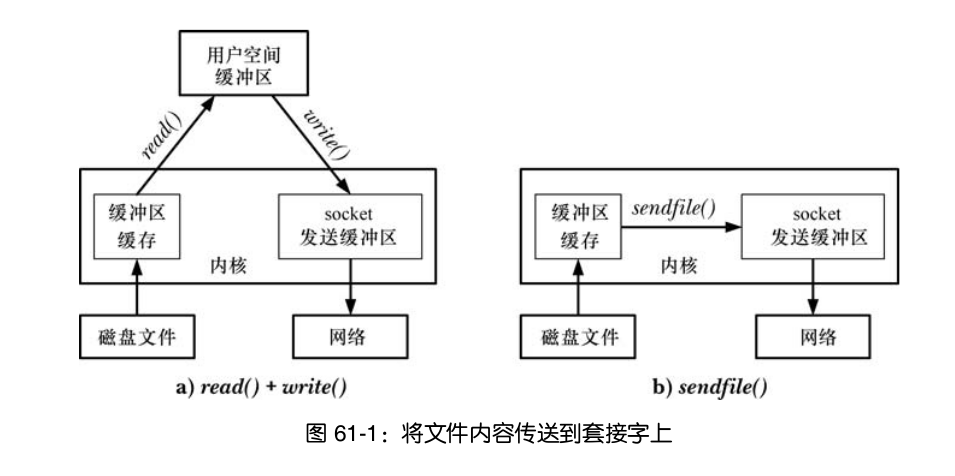 用户空间
缓冲区
read()
write()
缓冲区
缓存
socket
发送缓冲区
内核
磁盘文件
网络
a) read() + write()
缓冲区
缓存
sendfile()
socket
发送缓冲区
内核
磁盘文件
网络
b) sendfile()
图 61-1：将文件内容传送到套接字上